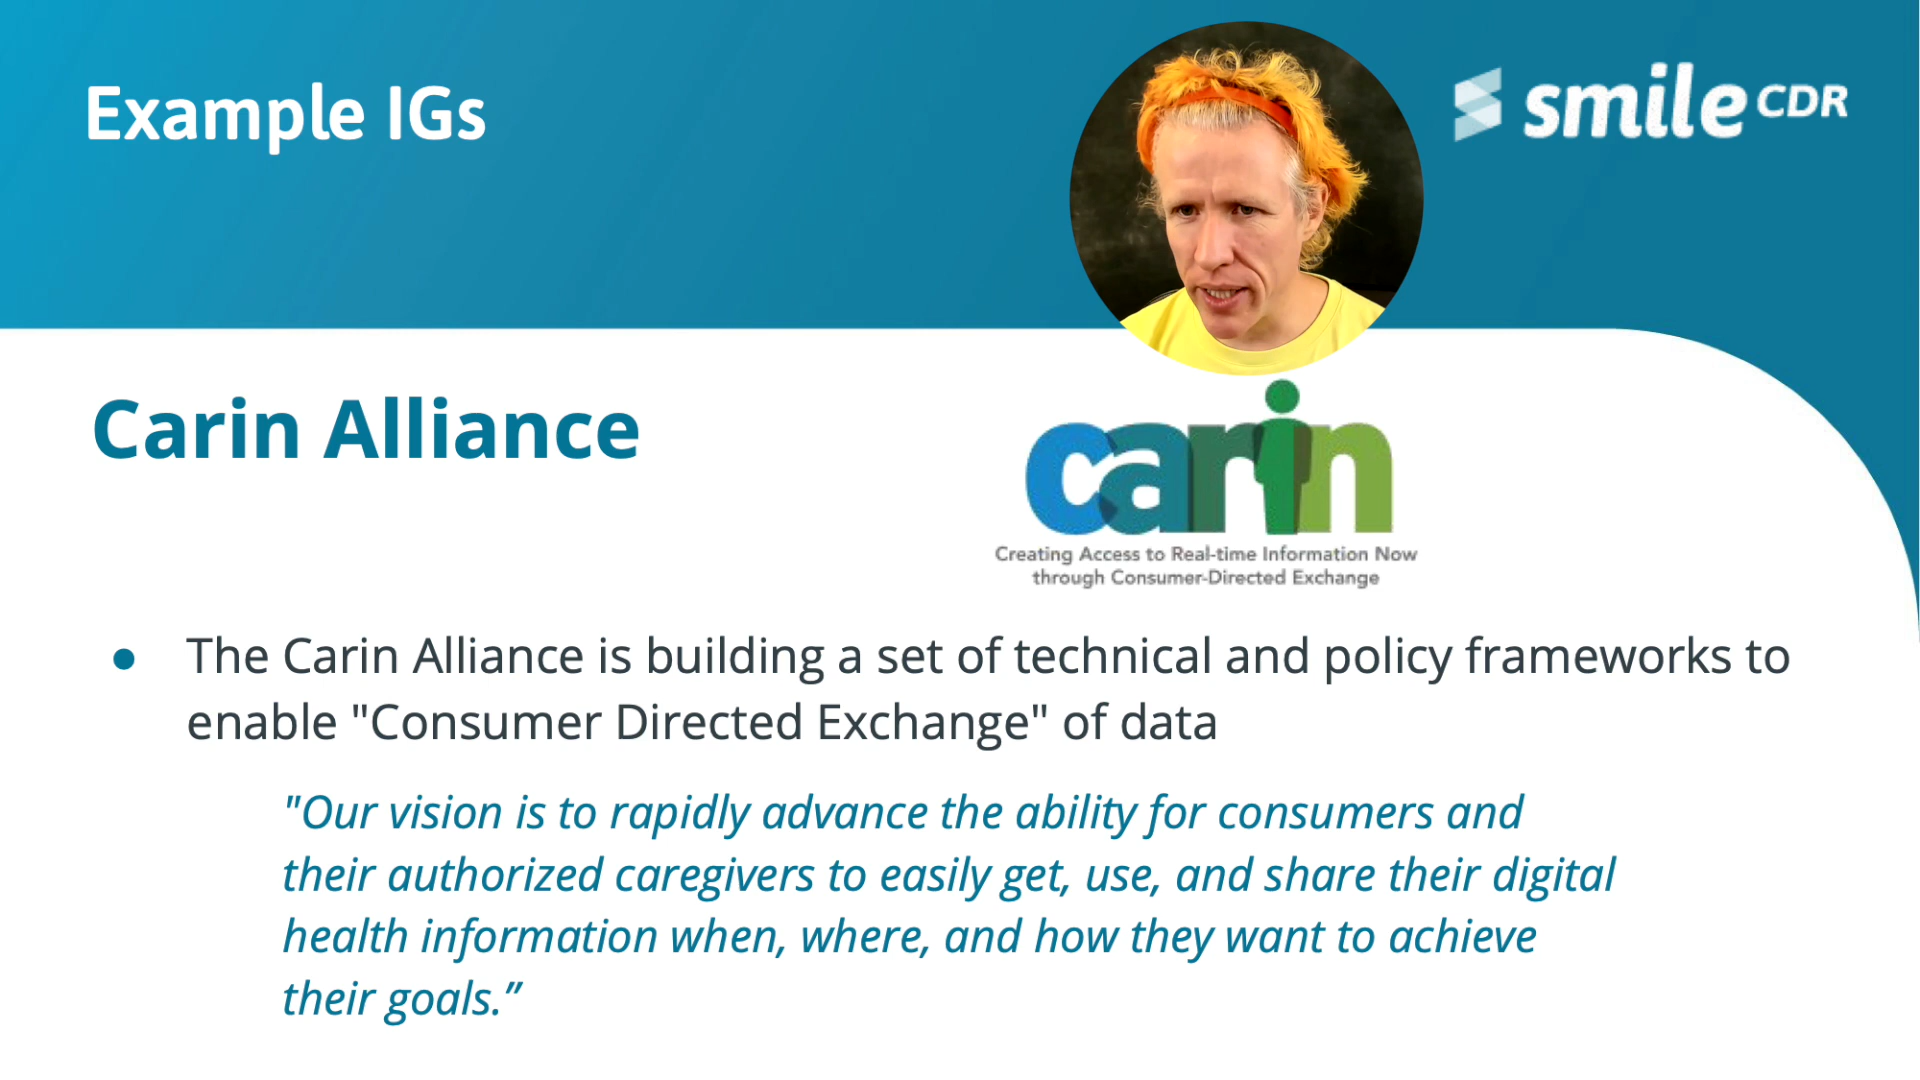 Example IGs
smile CDR
Carin Alliance
carin
Creating Access to Real-time Information Now
through Consumer-Directed Exchange
● The Carin Alliance is building a set of technical and policy frameworks to
enable "Consumer Directed Exchange" of data
"Our vision is to rapidly advance the ability for consumers and
their authorized caregivers to easily get, use, and share their digital
health information when, where, and how they want to achieve
their goals.”